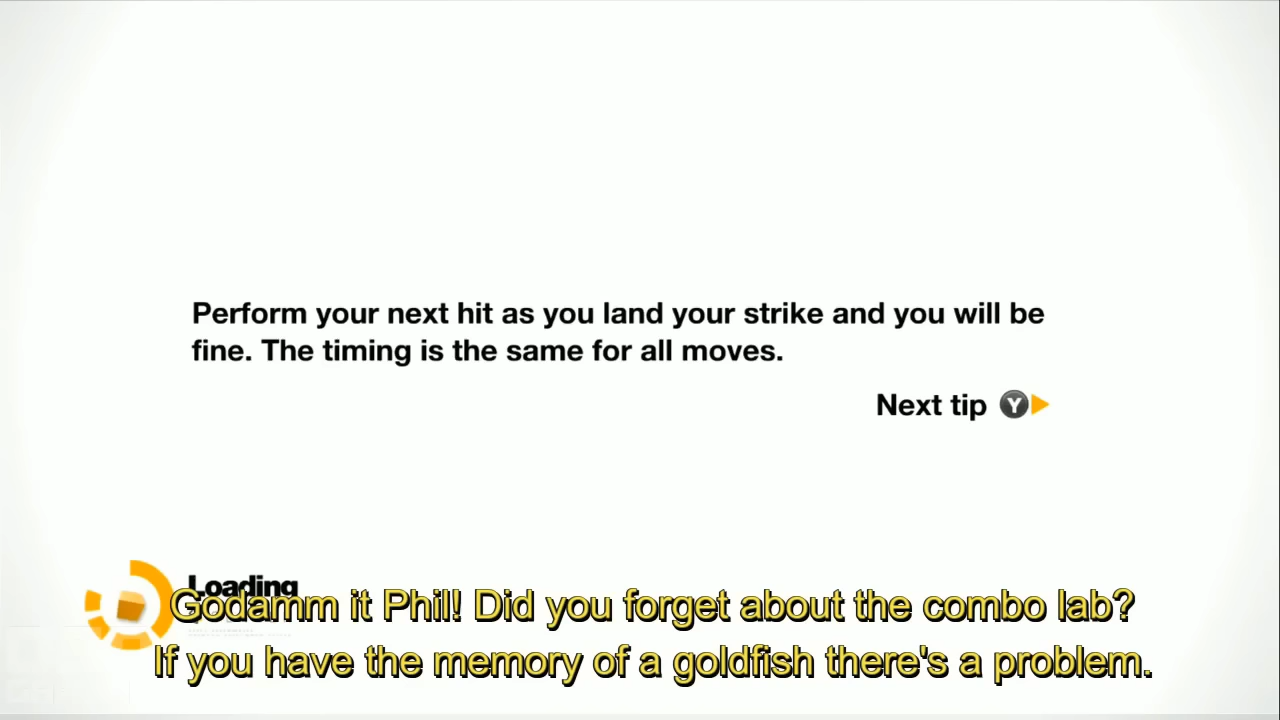 Perform your next hit as you land your strike and you will be
fine. The timing is the same for all moves.
Next tip Y
Loading
Godamm it Phil! Did you forget about the combo lab?
If you have the memory of a goldfish there's a problem.